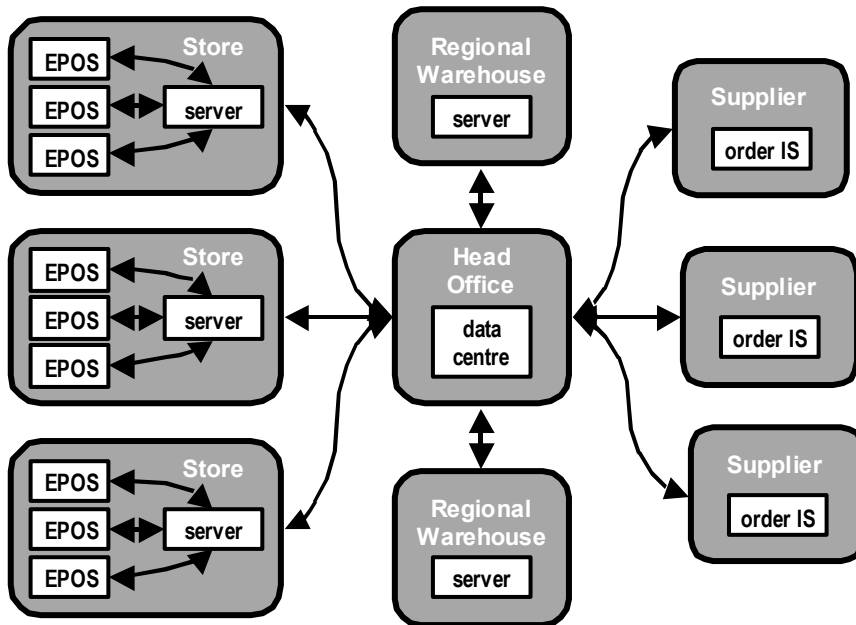 Store
EPOS
EPOS
EPOS
server
Store
EPOS
EPOS
EPOS
server
Store
EPOS
EPOS
EPOS
server
Regional
Warehouse
server
Head
Office
data
centre
Regional
Warehouse
server
Supplier
order IS
Supplier
order IS
Supplier
order IS